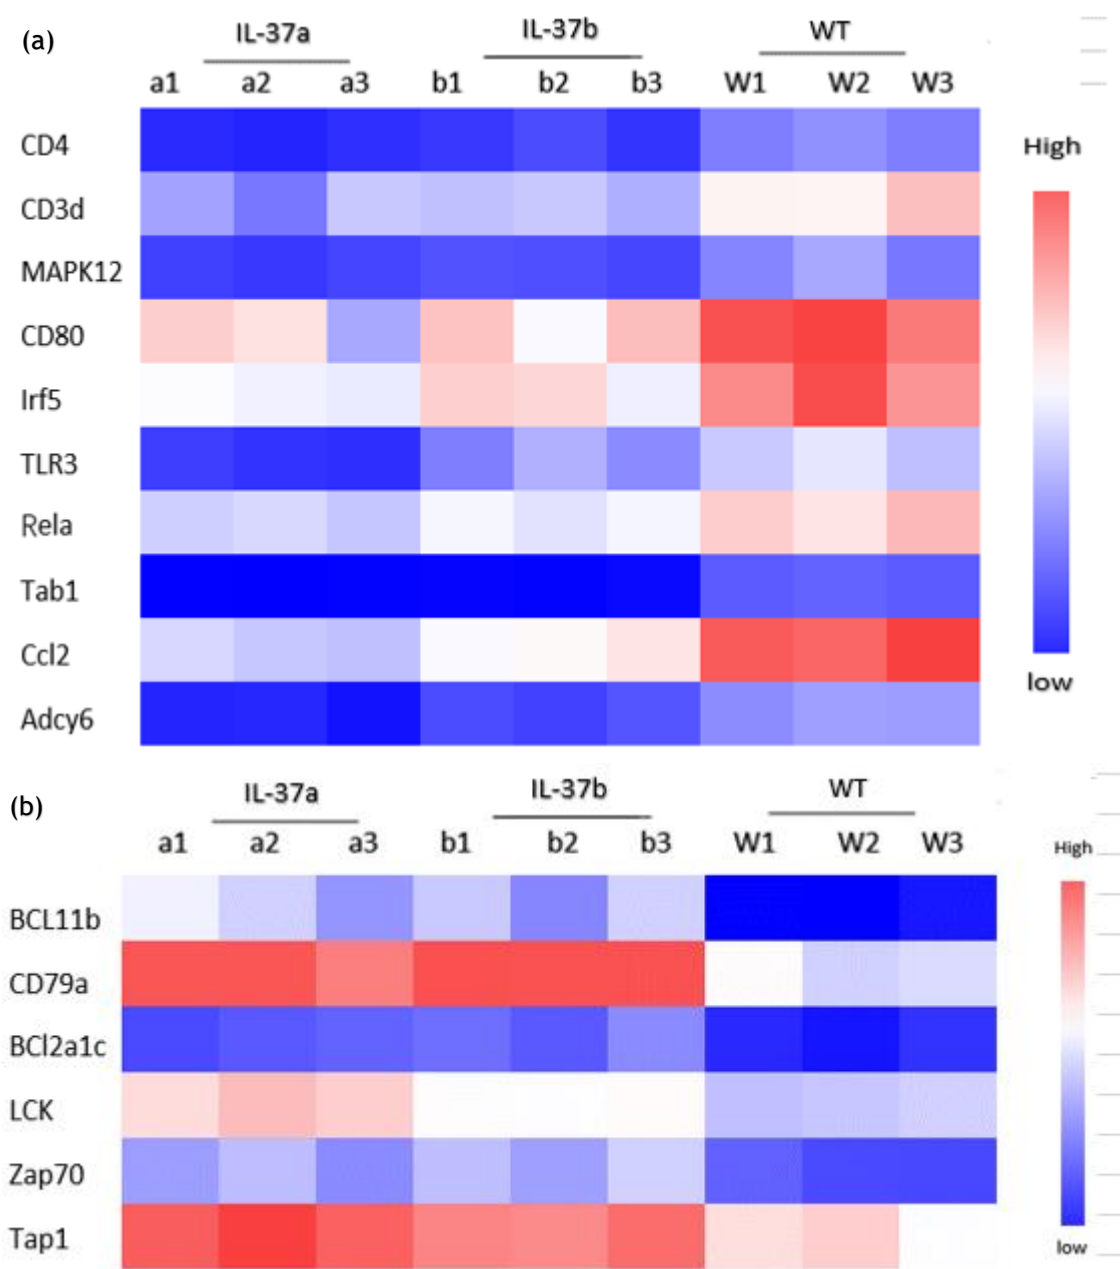 (a)
IL-37a IL-37b WT
a1 a2 a3 b1 b2 b3 W1 W2 W3
CD4
High
CD3d
MAPK12
CD80
Irf5
TLR3
Rela
Tab1
Ccl2
low
Adcy6
(b)
IL-37a IL-37b WT
a1 a2 a3 b1 b2 b3 W1 W2 W3
High
BCL11b
CD79a
BCl2a1c
LCK
Zap70
Tap1
low